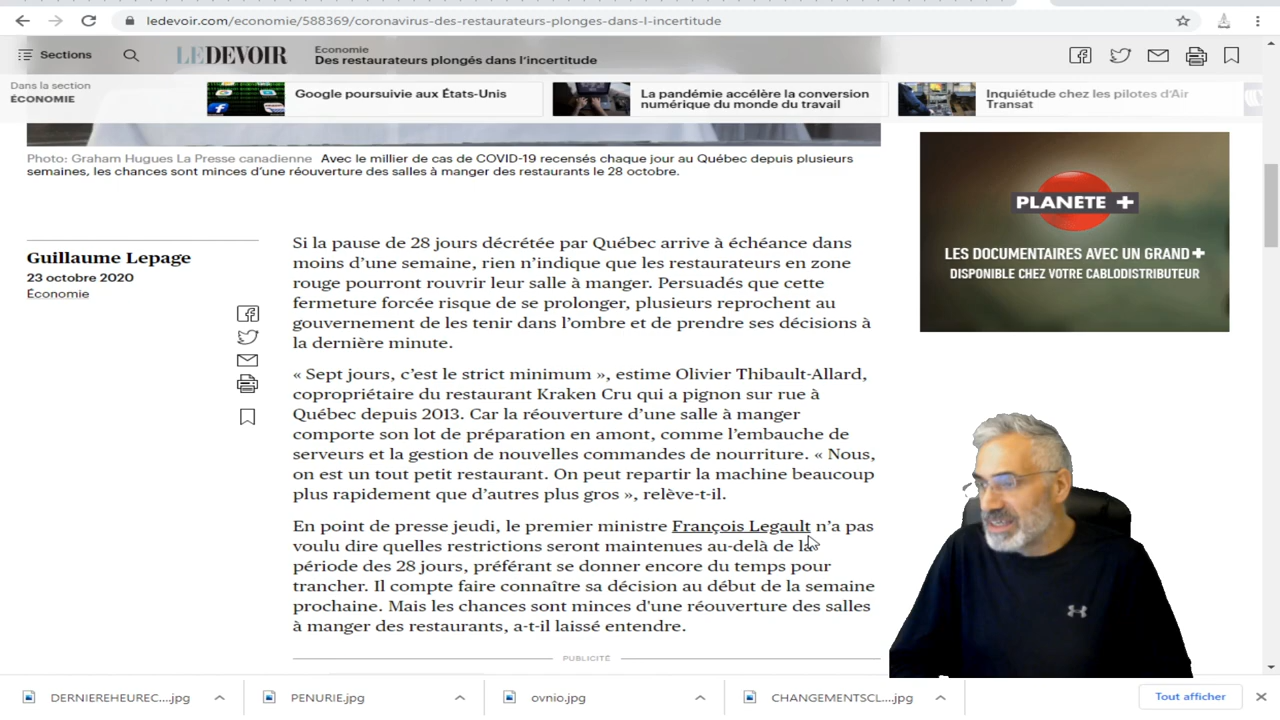 ledevoir.com/economie/588369/coronavirus-des-restaurateurs-plonges-dans-l-incertitude
Sections
LE DEVOIR
Économie
Des restaurateurs plongés dans l'incertitude
Dans la section
ÉCONOMIE
Google poursuivie aux États-Unis
La pandémie accélère la conversion
numérique du monde du travail
Inquiétude chez les pilotes d'Air
Transat
Photo: Graham Hugues La Presse canadienne Avec le millier de cas de COVID-19 recensés chaque jour au Québec depuis plusieurs
semaines, les chances sont minces d'une réouverture des salles à manger des restaurants le 28 octobre.
PLANETE +
LES DOCUMENTAIRES AVEC UN GRAND +
DISPONIBLE CHEZ VOTRE CABLODISTRIBUTEUR
Guillaume Lepage
23 octobre 2020
Économie
Si la pause de 28 jours décrétée par Québec arrive à échéance dans
moins d'une semaine, rien n'indique que les restaurateurs en zone
rouge pourront rouvrir leur salle à manger. Persuadés que cette
fermeture forcée risque de se prolonger, plusieurs reprochent au
gouvernement de les tenir dans l'ombre et de prendre ses décisions à
la dernière minute.
« Sept jours, c'est le strict minimum », estime Olivier Thibault-Allard,
copropriétaire du restaurant Kraken Cru qui a pignon sur rue à
Québec depuis 2013. Car la réouverture d'une salle à manger
comporte son lot de préparation en amont, comme l'embauche de
serveurs et la gestion de nouvelles commandes de nourriture. « Nous,
on est un tout petit restaurant. On peut repartir la machine beaucoup
plus rapidement que d'autres plus gros », relève-t-il.
En point de presse jeudi, le premier ministre François Legault n'a pas
voulu dire quelles restrictions seront maintenues au-delà de la
période des 28 jours, préférant se donner encore du temps pour
trancher. Il compte faire connaître sa décision au début de la semaine
prochaine. Mais les chances sont minces d'une réouverture des salles
à manger des restaurants, a-t-il laissé entendre.
PUBLICITÉ
DERNIEREHEUREC....jpg
PENURIE.jpg
ovnio.jpg
CHANGEMENTSCL....jpg
Tout afficher